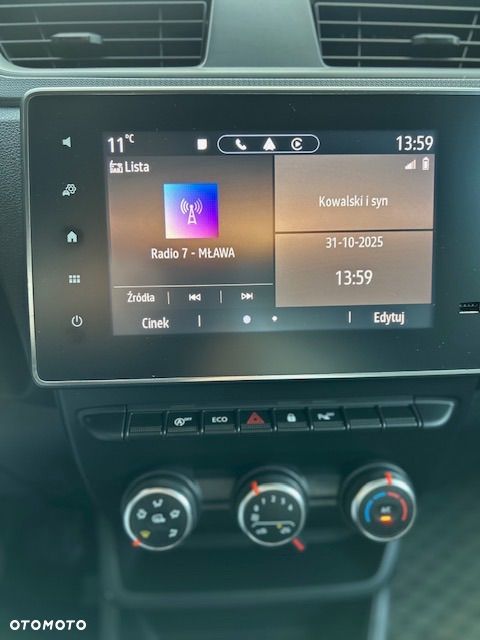 11°C
13:59
Lista
Kowalski i syn
Radio 7 - MŁAWA
31-10-2025
13:59
Źródła
Cinek
Edytuj
ECO
AC
OTOMOTO